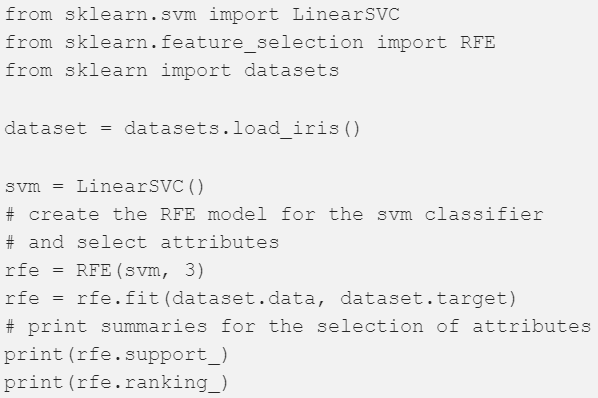 from sklearn.svm import LinearSVC
from sklearn.feature_selection import RFE
from sklearn import datasets

dataset = datasets.load_iris()

svm = LinearSVC()
# create the RFE model for the svm classifier
# and select attributes
rfe = RFE(svm, 3)
rfe = rfe.fit(dataset.data, dataset.target)
# print summaries for the selection of attributes
print(rfe.support_)
print(rfe.ranking_)